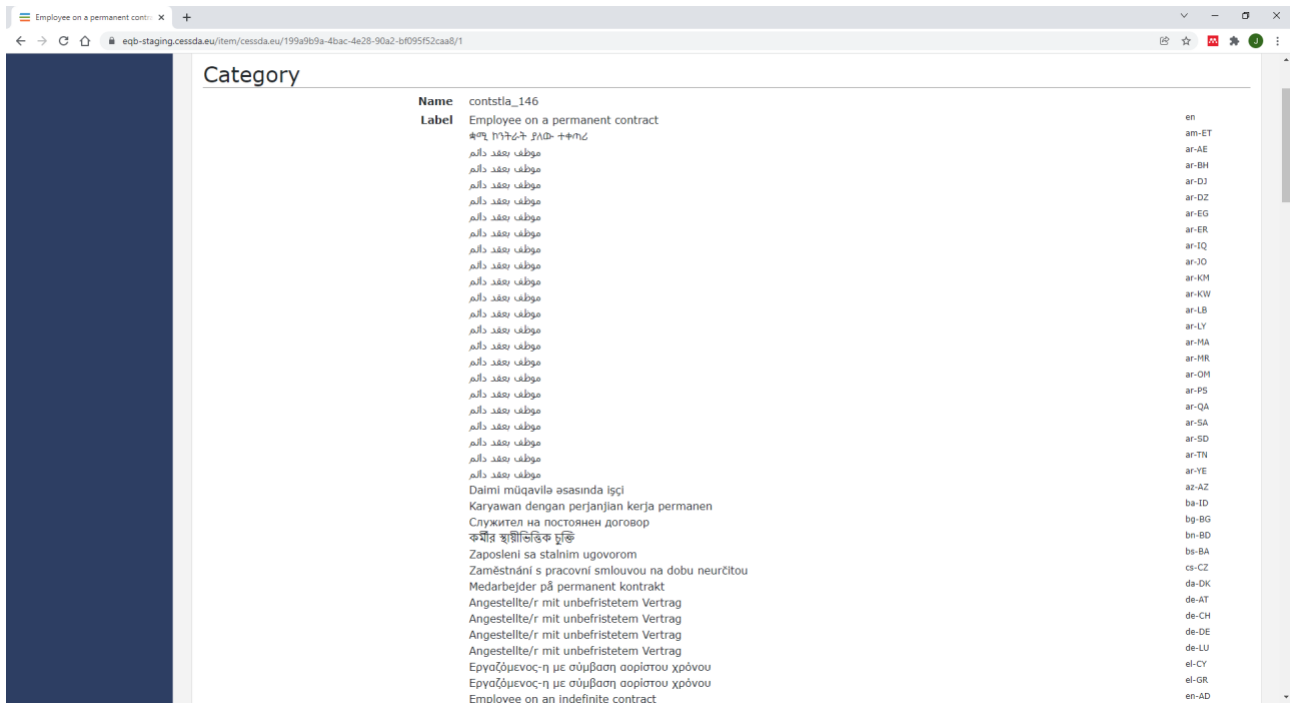 Employee on a permanent contr
eqb-staging.cessda.eu/item/cessda.eu/199a9b9a-4bac-4e28-90a2-bf095f52caa8/1
J
Category
Name contstla_146
Label Employee on a permanent contract en
ቋሚ ኮንትራት ያለው ተቀጣሪ am-ET
موظف بعقد دائم ar-AE
موظف بعقد دائم ar-BH
موظف بعقد دائم ar-DJ
موظف بعقد دائم ar-DZ
موظف بعقد دائم ar-EG
موظف بعقد دائم ar-ER
موظف بعقد دائم ar-IQ
موظف بعقد دائم ar-JO
موظف بعقد دائم ar-KM
موظف بعقد دائم ar-KW
موظف بعقد دائم ar-LB
موظف بعقد دائم ar-LY
موظف بعقد دائم ar-MA
موظف بعقد دائم ar-MR
موظف بعقد دائم ar-OM
موظف بعقد دائم ar-PS
موظف بعقد دائم ar-QA
موظف بعقد دائم ar-SA
موظف بعقد دائم ar-SD
موظف بعقد دائم ar-TN
موظف بعقد دائم ar-YE
Daimi müqavilə əsasında işçi az-AZ
Karyawan dengan perjanjian kerja permanen ba-ID
Служител на постоянен договор bg-BG
কর্মীর স্থায়ীভিত্তিক চুক্তি bn-BD
Zaposleni sa stalnim ugovorom bs-BA
Zaměstnání s pracovní smlouvou na dobu neurčitou cs-CZ
Medarbejder på permanent kontrakt da-DK
Angestellte/r mit unbefristetem Vertrag de-AT
Angestellte/r mit unbefristetem Vertrag de-CH
Angestellte/r mit unbefristetem Vertrag de-DE
Angestellte/r mit unbefristetem Vertrag de-LU
Εργαζόμενος-η με σύμβαση αορίστου χρόνου el-CY
Εργαζόμενος-η με σύμβαση αορίστου χρόνου el-GR
Employee on an indefinite contract en-AD